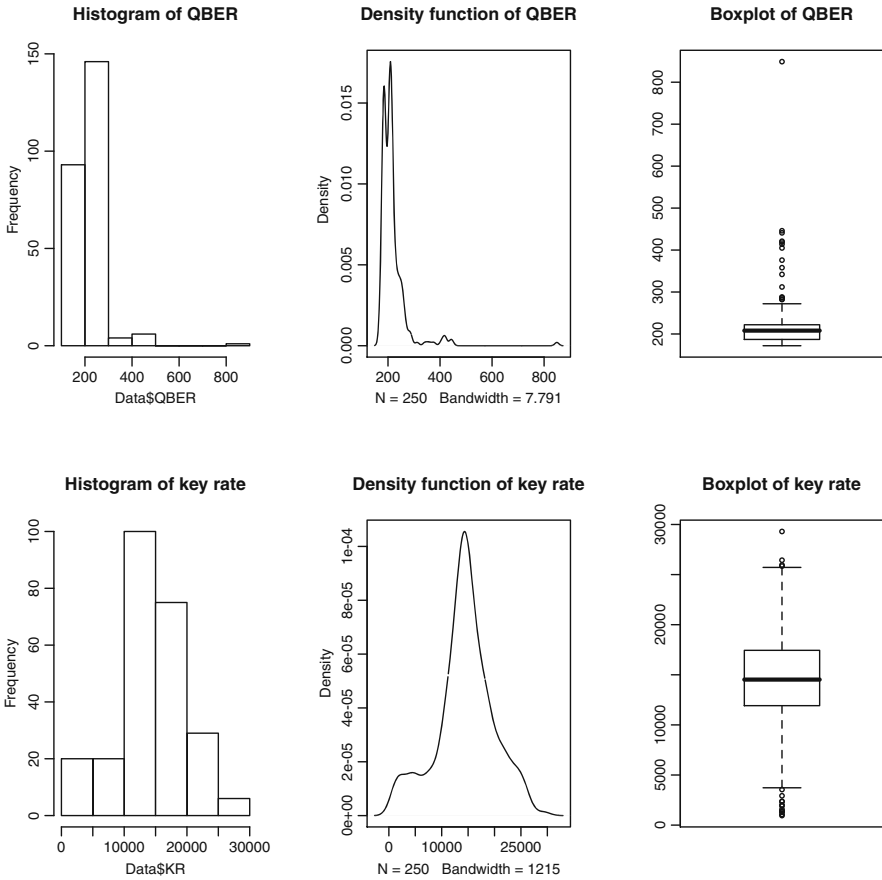 Histogram of QBER
Frequency
0
50
100
150
200
400
600
800
Data$QBER
Density function of QBER
Density
0.000
0.005
0.010
0.015
200
400
600
800
N = 250 Bandwidth = 7.791
Boxplot of QBER
200
300
400
500
600
700
800
Histogram of key rate
Frequency
0
20
40
60
80
100
0
10000
20000
30000
Data$KR
Density function of key rate
Density
0e+00
2e-05
4e-05
6e-05
8e-05
1e-04
0
10000
25000
N = 250 Bandwidth = 1215
Boxplot of key rate
0
5000
10000
20000
30000